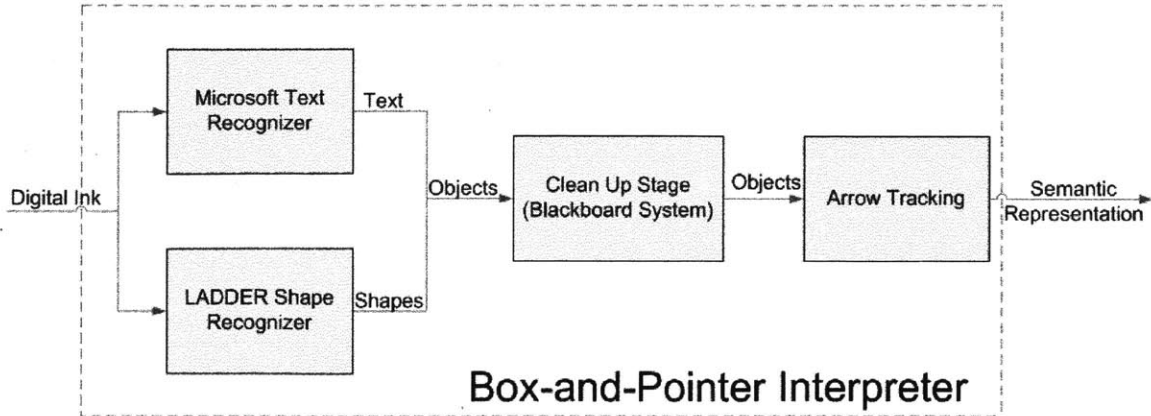 Microsoft Text
Recognizer
Text
Digital Ink
LADDER Shape
Recognizer
Shapes
Objects
Clean Up Stage
(Blackboard System)
Objects
Arrow Tracking
Semantic
Representation
Box-and-Pointer Interpreter